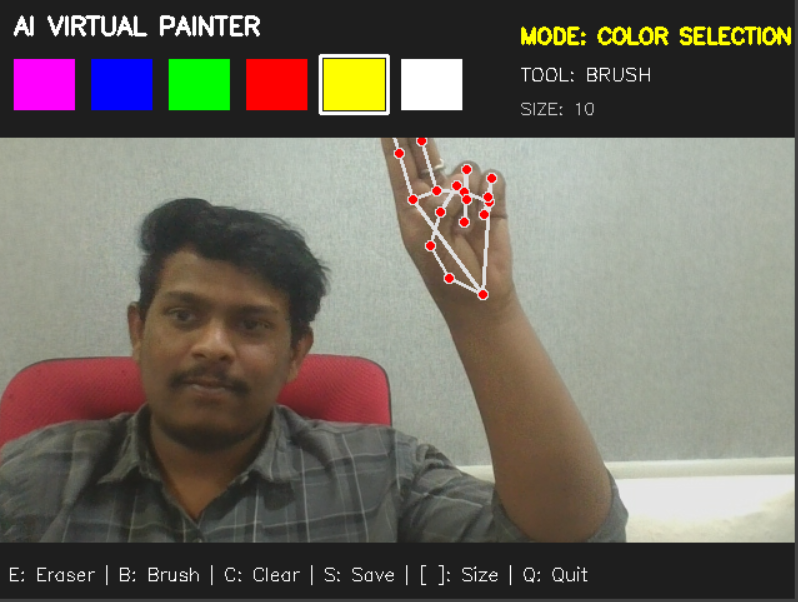 AI VIRTUAL PAINTER
MODE: COLOR SELECTION
TOOL: BRUSH
SIZE: 10
E: Eraser | B: Brush | C: Clear | S: Save | [ ]: Size | Q: Quit